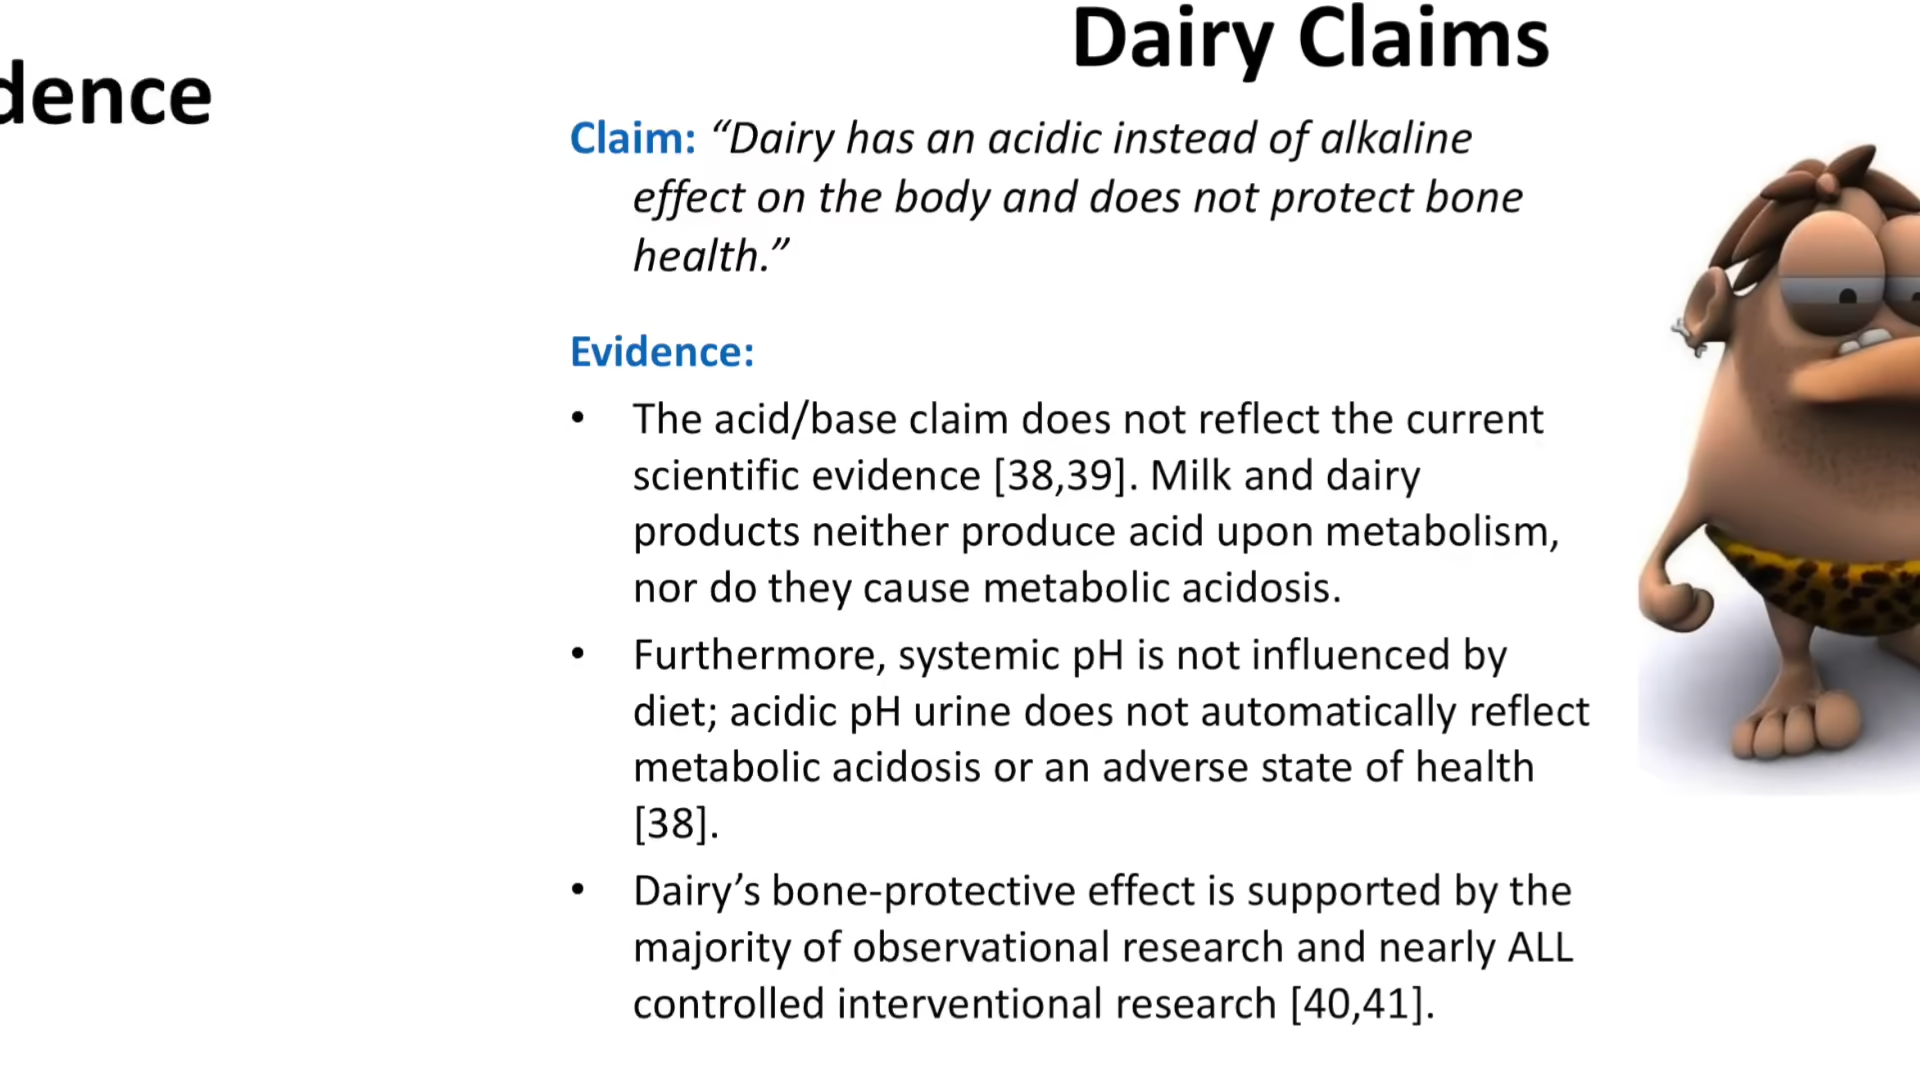 dence
Dairy Claims
Claim: “Dairy has an acidic instead of alkaline
effect on the body and does not protect bone
health.”
Evidence:
• The acid/base claim does not reflect the current
scientific evidence [38,39]. Milk and dairy
products neither produce acid upon metabolism,
nor do they cause metabolic acidosis.
• Furthermore, systemic pH is not influenced by
diet; acidic pH urine does not automatically reflect
metabolic acidosis or an adverse state of health
[38].
• Dairy’s bone-protective effect is supported by the
majority of observational research and nearly ALL
controlled interventional research [40,41].